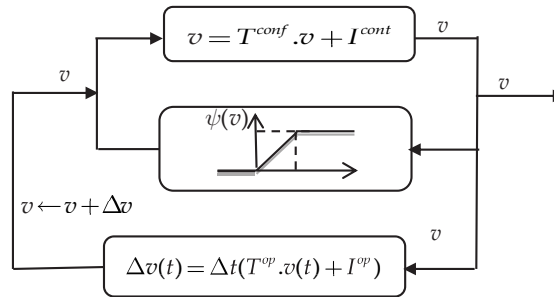 v = T^{conf}.v + I^{cont}
v
v
v
ψ(v)
v ← v + Δv
v
Δv(t) = Δt(T^{op}.v(t) + I^{op})